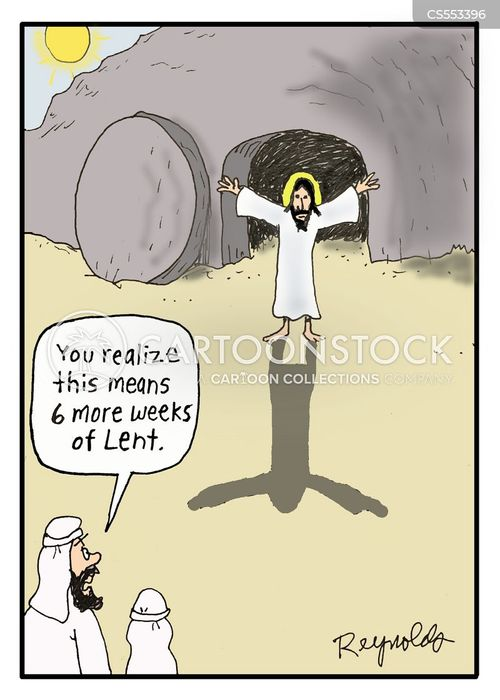 CS553396
You realize
this means
6 more weeks
of Lent.
CARTOONSTOCK
A CARTOON COLLECTIONS COMPANY
Reynolds